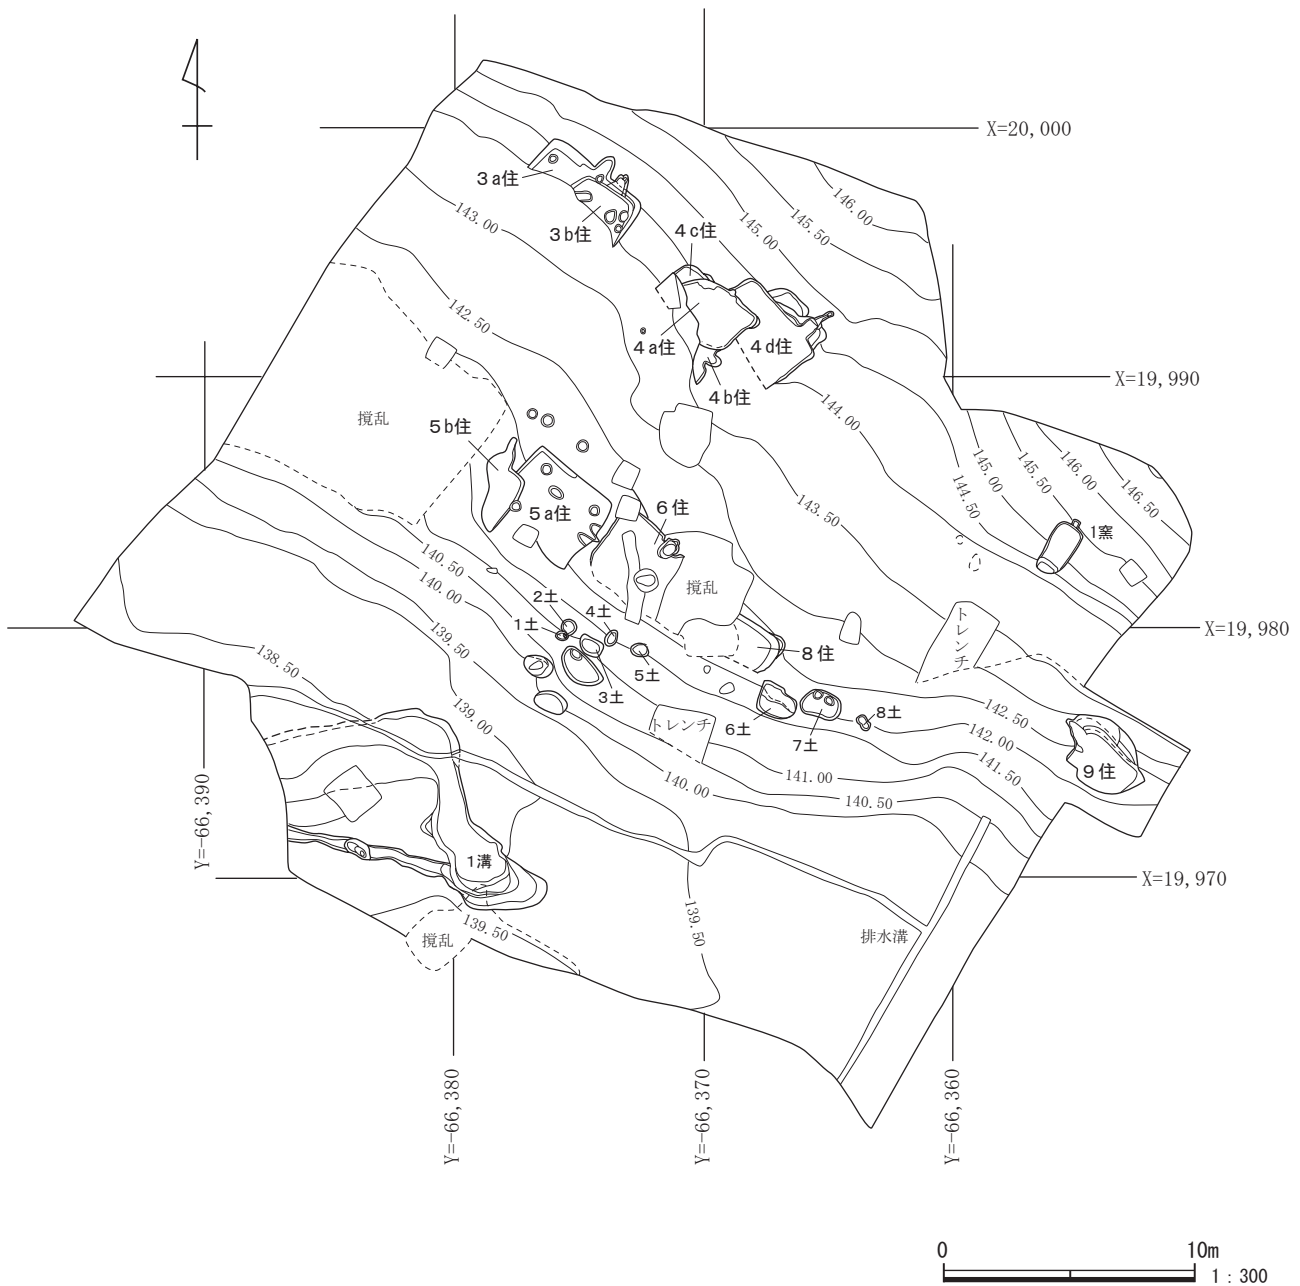 X=20,000
3a住
146.00
143.00
145.50
145.00
3b住
4c住
142.50
4a住
4d住
X=19,990
4b住
144.00
撹乱
5b住
145.00
145.50
146.00
146.50
144.50
143.50
6住
5a住
1窯
140.50
140.00
撹乱
2土
4土
トレンチ
1土
X=19,980
139.50
8住
138.50
5土
3土
139.00
142.50
8土
トレンチ
6土
7土
142.00
141.50
9住
141.00
140.00
140.50
Y=-66,390
1溝
X=19,970
139.50
139.50
撹乱
排水溝
Y=-66,380
Y=-66,370
Y=-66,360
0 10m
1：300